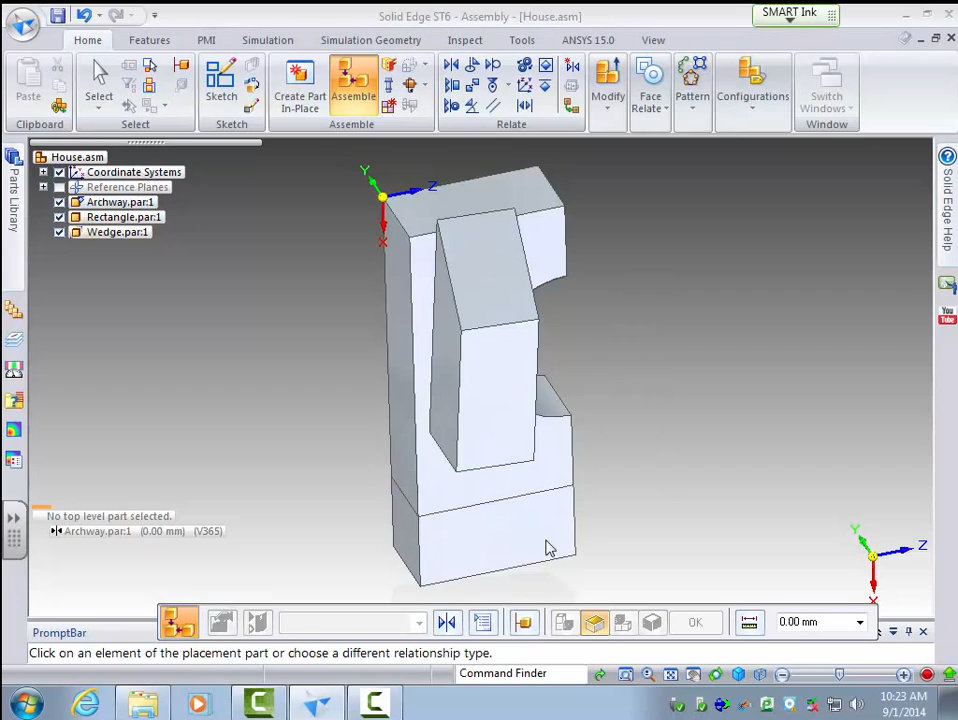 Solid Edge ST6 - Assembly - [House.asm]
SMART Ink
Home Features PMI Simulation Simulation Geometry Inspect Tools ANSYS 15.0 View
Paste
Select
Sketch
Create Part In-Place
Assemble
Modify
Face Relate
Pattern
Configurations
Switch Windows
Clipboard Select Sketch Assemble Relate Window
Parts Library
House.asm
Coordinate Systems
Reference Planes
Archway.par:1
Rectangle.par:1
Wedge.par:1
Y Z
X
Solid Edge Help
You Tube
No top level part selected.
Archway.par:1 (0.00 mm) (V365)
Y Z
X
OK 0.00 mm
PromptBar
Click on an element of the placement part or choose a different relationship type.
Command Finder
10:23 AM
9/1/2014